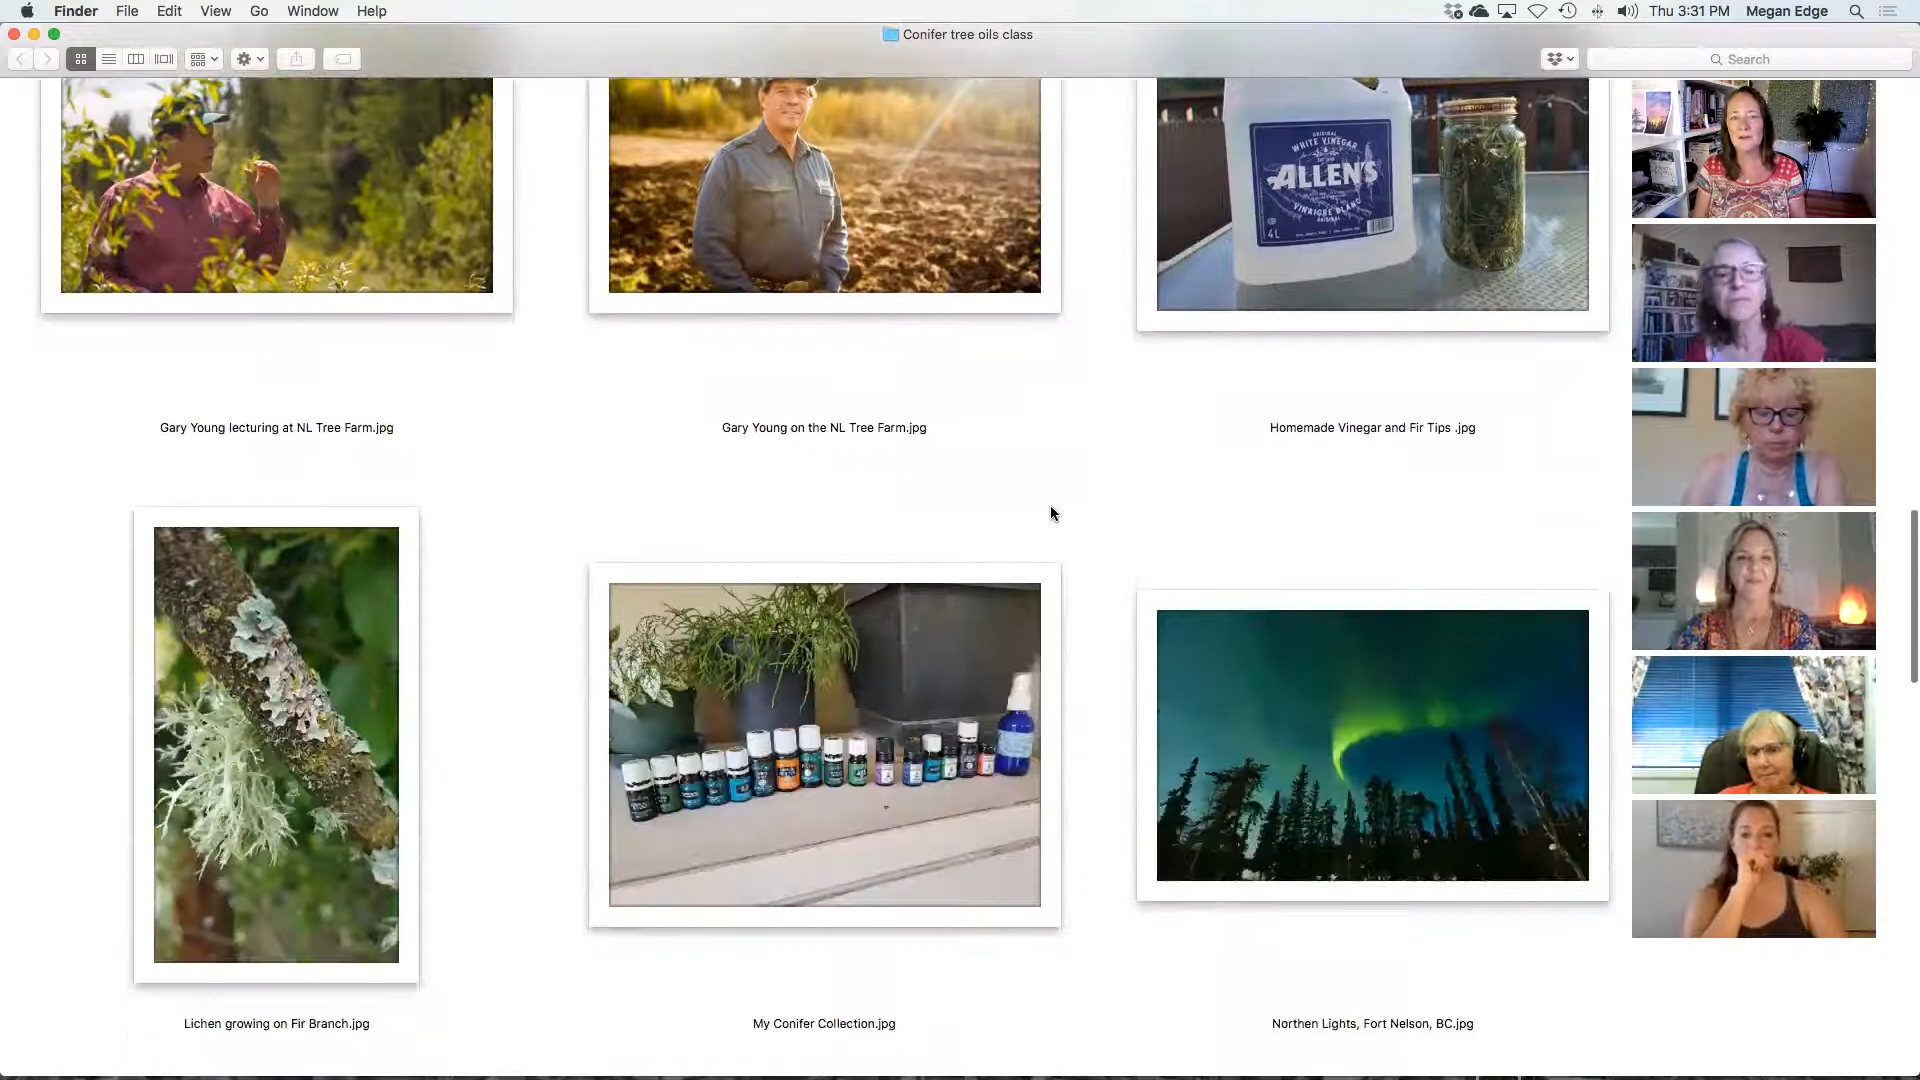 Finder File Edit View Go Window Help Thu 3:31 PM Megan Edge
Conifer tree oils class
Search
ORIGINAL
WHITE VINEGAR
ALLEN'S
VINAIGRE BLANC
ORIGINAL
4L
Gary Young lecturing at NL Tree Farm.jpg
Gary Young on the NL Tree Farm.jpg
Homemade Vinegar and Fir Tips .jpg
Lichen growing on Fir Branch.jpg
My Conifer Collection.jpg
Northen Lights, Fort Nelson, BC.jpg